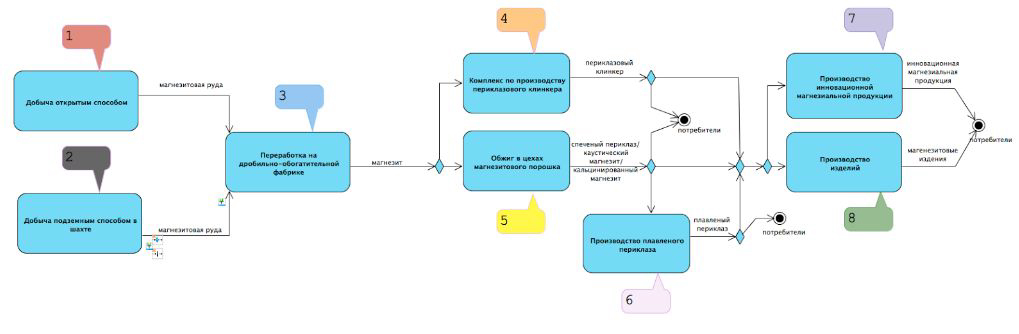 1
Добыча открытым способом
магнезитовая руда
2
Добыча подземным способом в
шахте
магнезитовая руда
3
Переработка на
дробильно-обогатительной
фабрике
магнезит
4
Комплекс по производству
периклазового клинкера
периклазовый
клинкер
потребители
Обжиг в цехах
магнезитового порошка
5
спеченый периклаз/
каустический
магнезит/
кальцинированный
магнезит
Производство плавленого
периклаза
6
плавленый
периклаз
потребители
7
Производство
инновационной
магнезиальной продукции
инновационная
магнезиальная
продукция
потребители
Производство
изделий
магенезитовые
издения
8